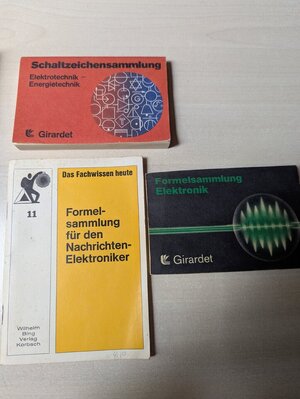 Schaltzeichensammlung
Elektrotechnik –
Energietechnik
Girardet
Das Fachwissen heute
11
Formel-
sammlung
für den
Nachrichten-
Elektroniker
Wilhelm
Bing
Verlag
Korbach
Formelsammlung
Elektronik
Girardet